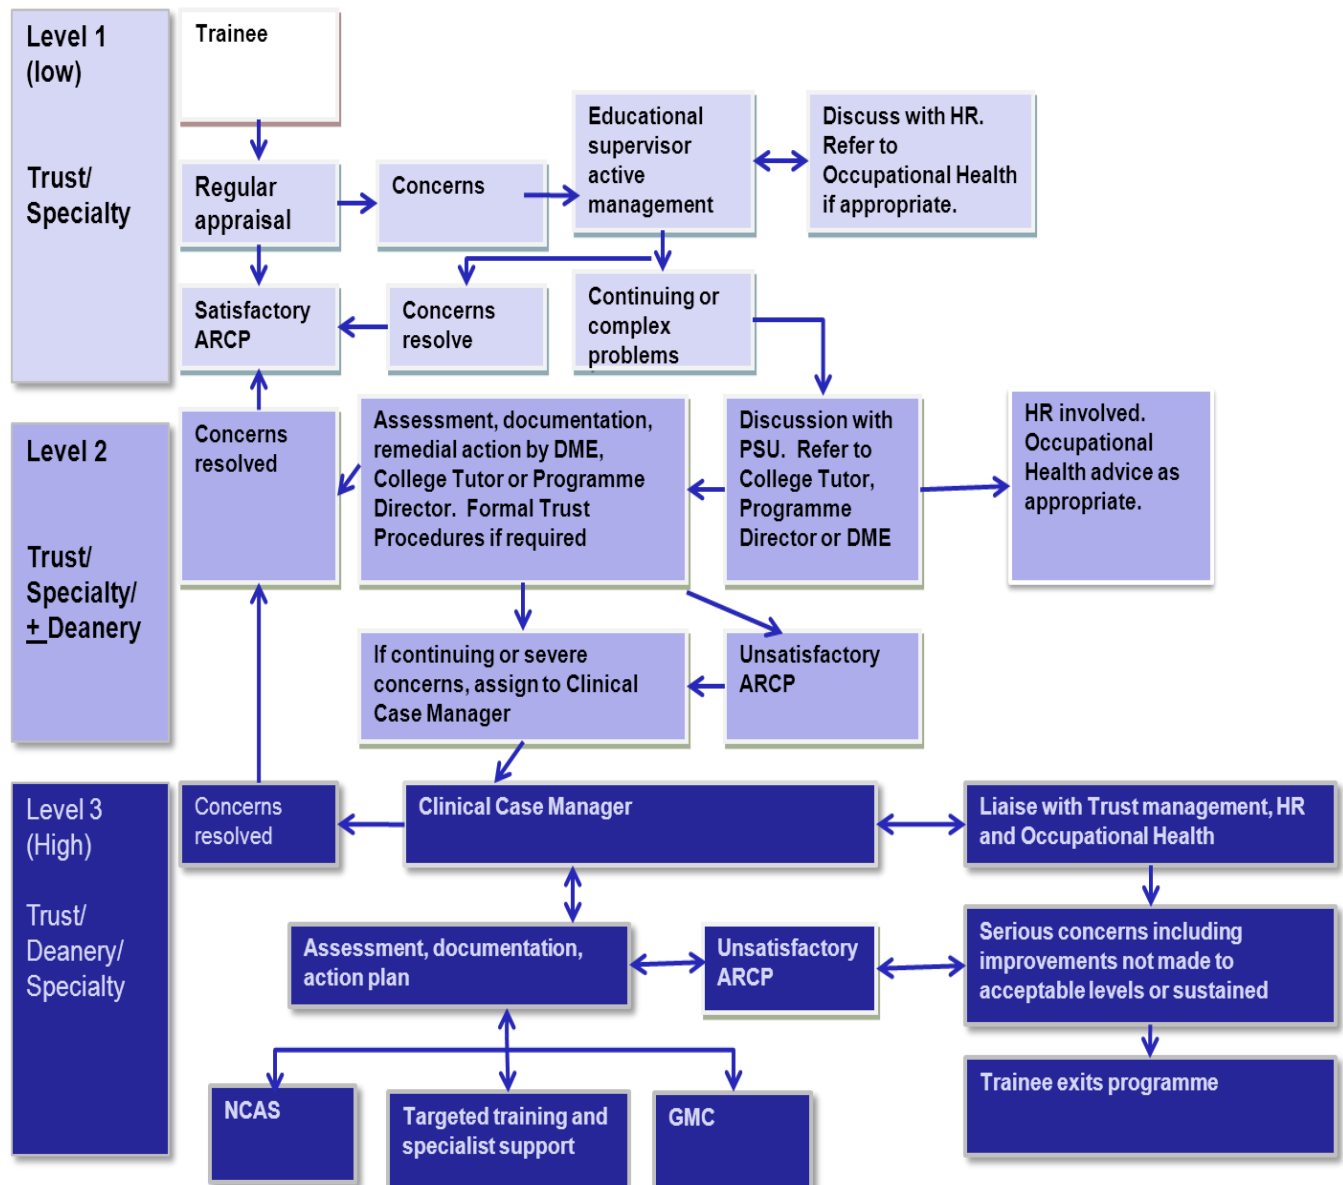 Level 1
(low)
Trust/
Specialty
Trainee
Regular
appraisal
Concerns
Educational
supervisor
active
management
Discuss with HR.
Refer to
Occupational Health
if appropriate.
Satisfactory
ARCP
Concerns
resolve
Continuing or
complex
problems
Level 2
Trust/
Specialty/
+ Deanery
Concerns
resolved
Assessment, documentation,
remedial action by DME,
College Tutor or Programme
Director. Formal Trust
Procedures if required
Discussion with
PSU. Refer to
College Tutor,
Programme
Director or DME
HR involved.
Occupational
Health advice as
appropriate.
If continuing or severe
concerns, assign to Clinical
Case Manager
Unsatisfactory
ARCP
Level 3
(High)
Trust/
Deanery/
Specialty
Concerns
resolved
Clinical Case Manager
Liaise with Trust management, HR
and Occupational Health
Assessment, documentation,
action plan
Unsatisfactory
ARCP
Serious concerns including
improvements not made to
acceptable levels or sustained
NCAS
Targeted training and
specialist support
GMC
Trainee exits programme